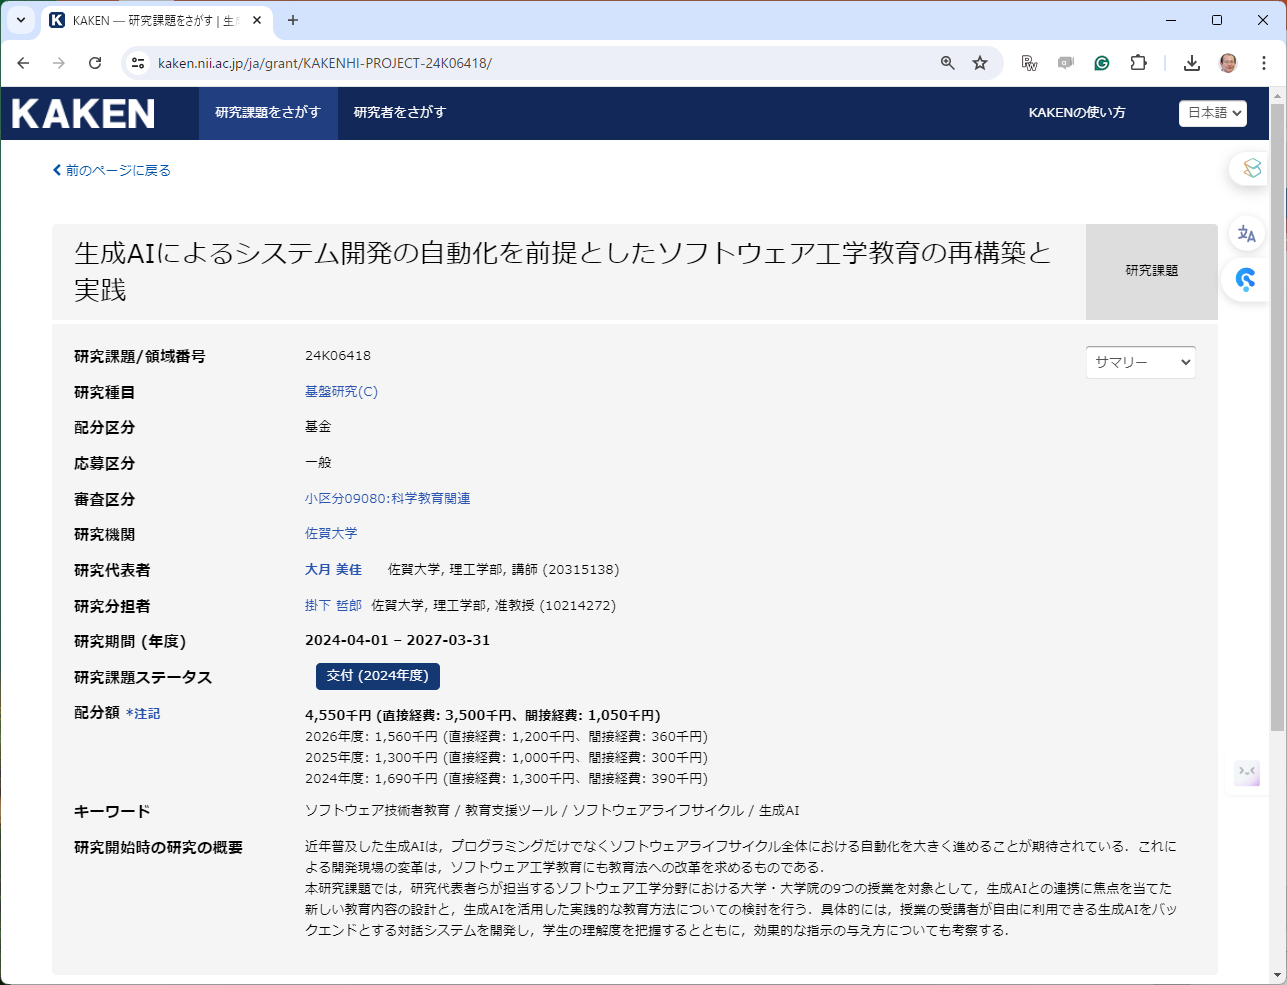 KAKEN — 研究課題をさがす | 生
kaken.nii.ac.jp/ja/grant/KAKENHI-PROJECT-24K06418/
KAKEN 研究課題をさがす 研究者をさがす KAKENの使い方 日本語
前のページに戻る
生成AIによるシステム開発の自動化を前提としたソフトウェア工学教育の再構築と
実践
研究課題
研究課題/領域番号 24K06418
サマリー
研究種目 基盤研究(C)
配分区分 基金
応募区分 一般
審査区分 小区分09080:科学教育関連
研究機関 佐賀大学
研究代表者 大月 美佳 佐賀大学, 理工学部, 講師 (20315138)
研究分担者 掛下 哲郎 佐賀大学, 理工学部, 准教授 (10214272)
研究期間 (年度) 2024-04-01 – 2027-03-31
研究課題ステータス 交付 (2024年度)
配分額 *注記 4,550千円 (直接経費: 3,500千円、間接経費: 1,050千円)
2026年度: 1,560千円 (直接経費: 1,200千円、間接経費: 360千円)
2025年度: 1,300千円 (直接経費: 1,000千円、間接経費: 300千円)
2024年度: 1,690千円 (直接経費: 1,300千円、間接経費: 390千円)
キーワード ソフトウェア技術者教育 / 教育支援ツール / ソフトウェアライフサイクル / 生成AI
研究開始時の研究の概要 近年普及した生成AIは，プログラミングだけでなくソフトウェアライフサイクル全体における自動化を大きく進めることが期待されている．これに
よる開発現場の変革は，ソフトウェア工学教育にも教育法への改革を求めるものである．
本研究課題では，研究代表者らが担当するソフトウェア工学分野における大学・大学院の9つの授業を対象として，生成AIとの連携に焦点を当てた
新しい教育内容の設計と，生成AIを活用した実践的な教育方法についての検討を行う．具体的には，授業の受講者が自由に利用できる生成AIをバッ
クエンドとする対話システムを開発し，学生の理解度を把握するとともに，効果的な指示の与え方についても考察する．